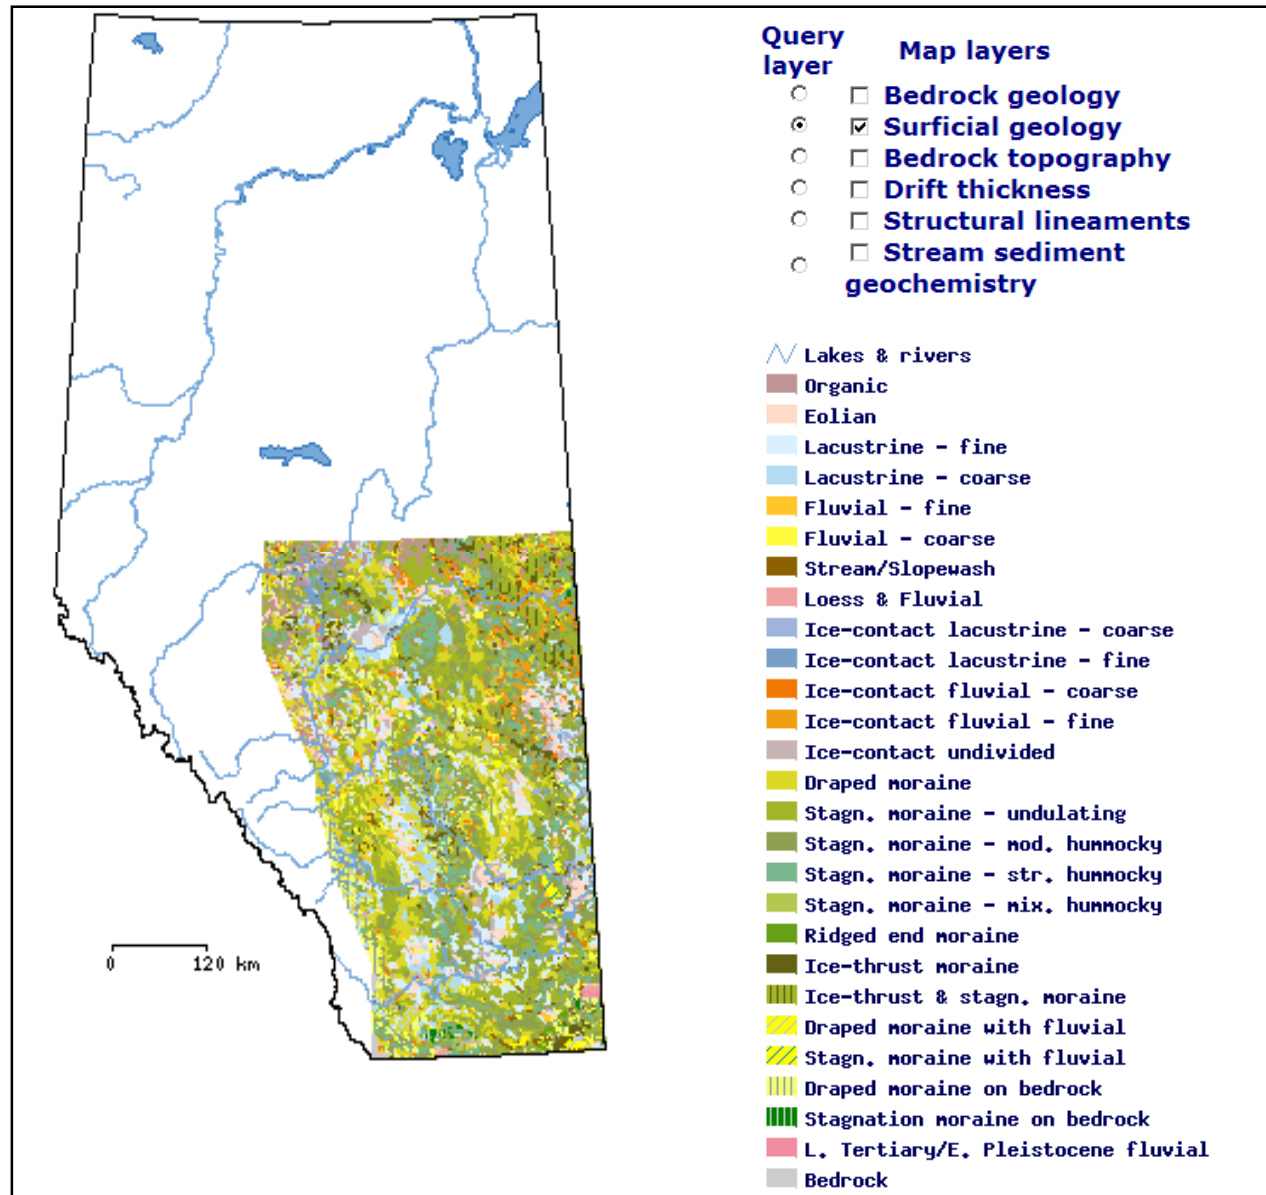 Query layer
Map layers
Bedrock geology
Surficial geology
Bedrock topography
Drift thickness
Structural lineaments
Stream sediment
geochemistry
Lakes & rivers
Organic
Eolian
Lacustrine - fine
Lacustrine - coarse
Fluvial - fine
Fluvial - coarse
Stream/Slopewash
Loess & Fluvial
Ice-contact lacustrine - coarse
Ice-contact lacustrine - fine
Ice-contact fluvial - coarse
Ice-contact fluvial - fine
Ice-contact undivided
Draped moraine
Stagn. moraine - undulating
Stagn. moraine - mod. hummocky
Stagn. moraine - str. hummocky
Stagn. moraine - mix. hummocky
Ridged end moraine
Ice-thrust moraine
Ice-thrust & stagn. moraine
Draped moraine with fluvial
Stagn. moraine with fluvial
Draped moraine on bedrock
Stagnation moraine on bedrock
L. Tertiary/E. Pleistocene fluvial
Bedrock
0 120 km